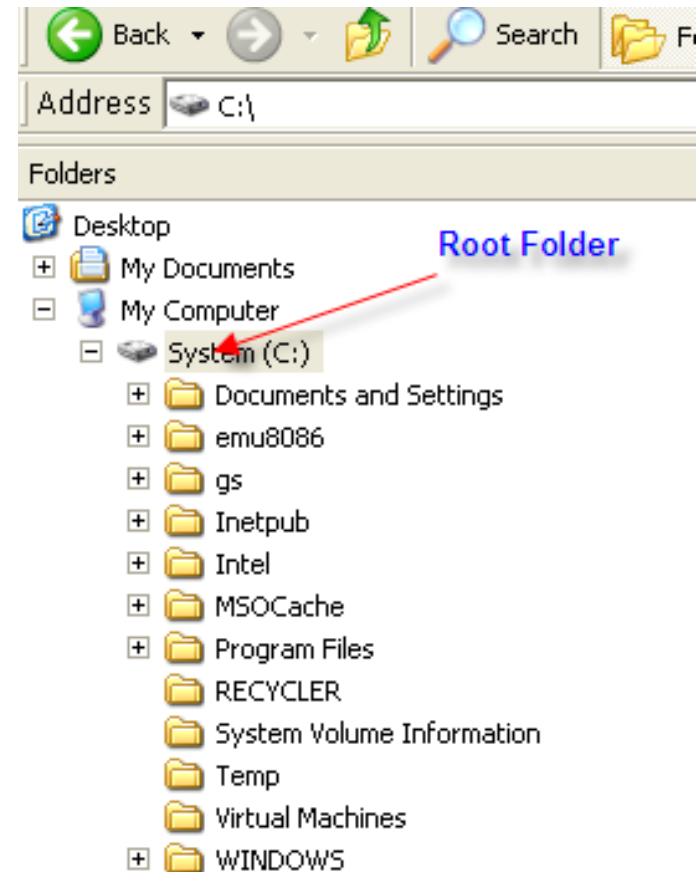 Back Search F
Address C:\
Folders
Desktop
Root Folder
My Documents
My Computer
System (C:)
Documents and Settings
emu8086
gs
Inetpub
Intel
MSOCache
Program Files
RECYCLER
System Volume Information
Temp
Virtual Machines
WINDOWS